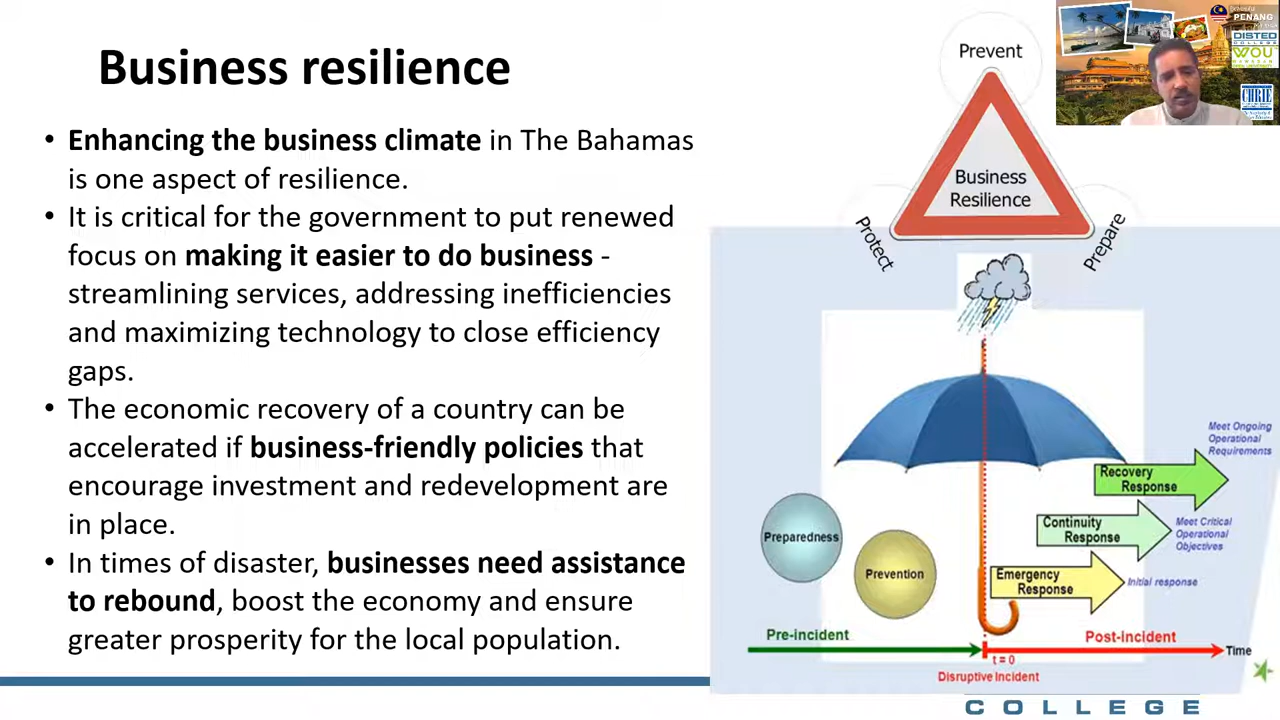 Business resilience
• Enhancing the business climate in The Bahamas
is one aspect of resilience.
• It is critical for the government to put renewed
focus on making it easier to do business -
streamlining services, addressing inefficiencies
and maximizing technology to close efficiency
gaps.
• The economic recovery of a country can be
accelerated if business-friendly policies that
encourage investment and redevelopment are
in place.
• In times of disaster, businesses need assistance
to rebound, boost the economy and ensure
greater prosperity for the local population.
Prevent
Business
Resilience
Protect
Prepare
Meet Ongoing
Operational
Requirements
Recovery
Response
Continuity
Response
Meet Critical
Operational
Objectives
Emergency
Response
Initial response
Preparedness
Prevention
Pre-incident
Post-incident
Time
t = 0
Disruptive Incident
COLLEGE
PENANG
DISTED
COLLEGE
WOU
CHRIE